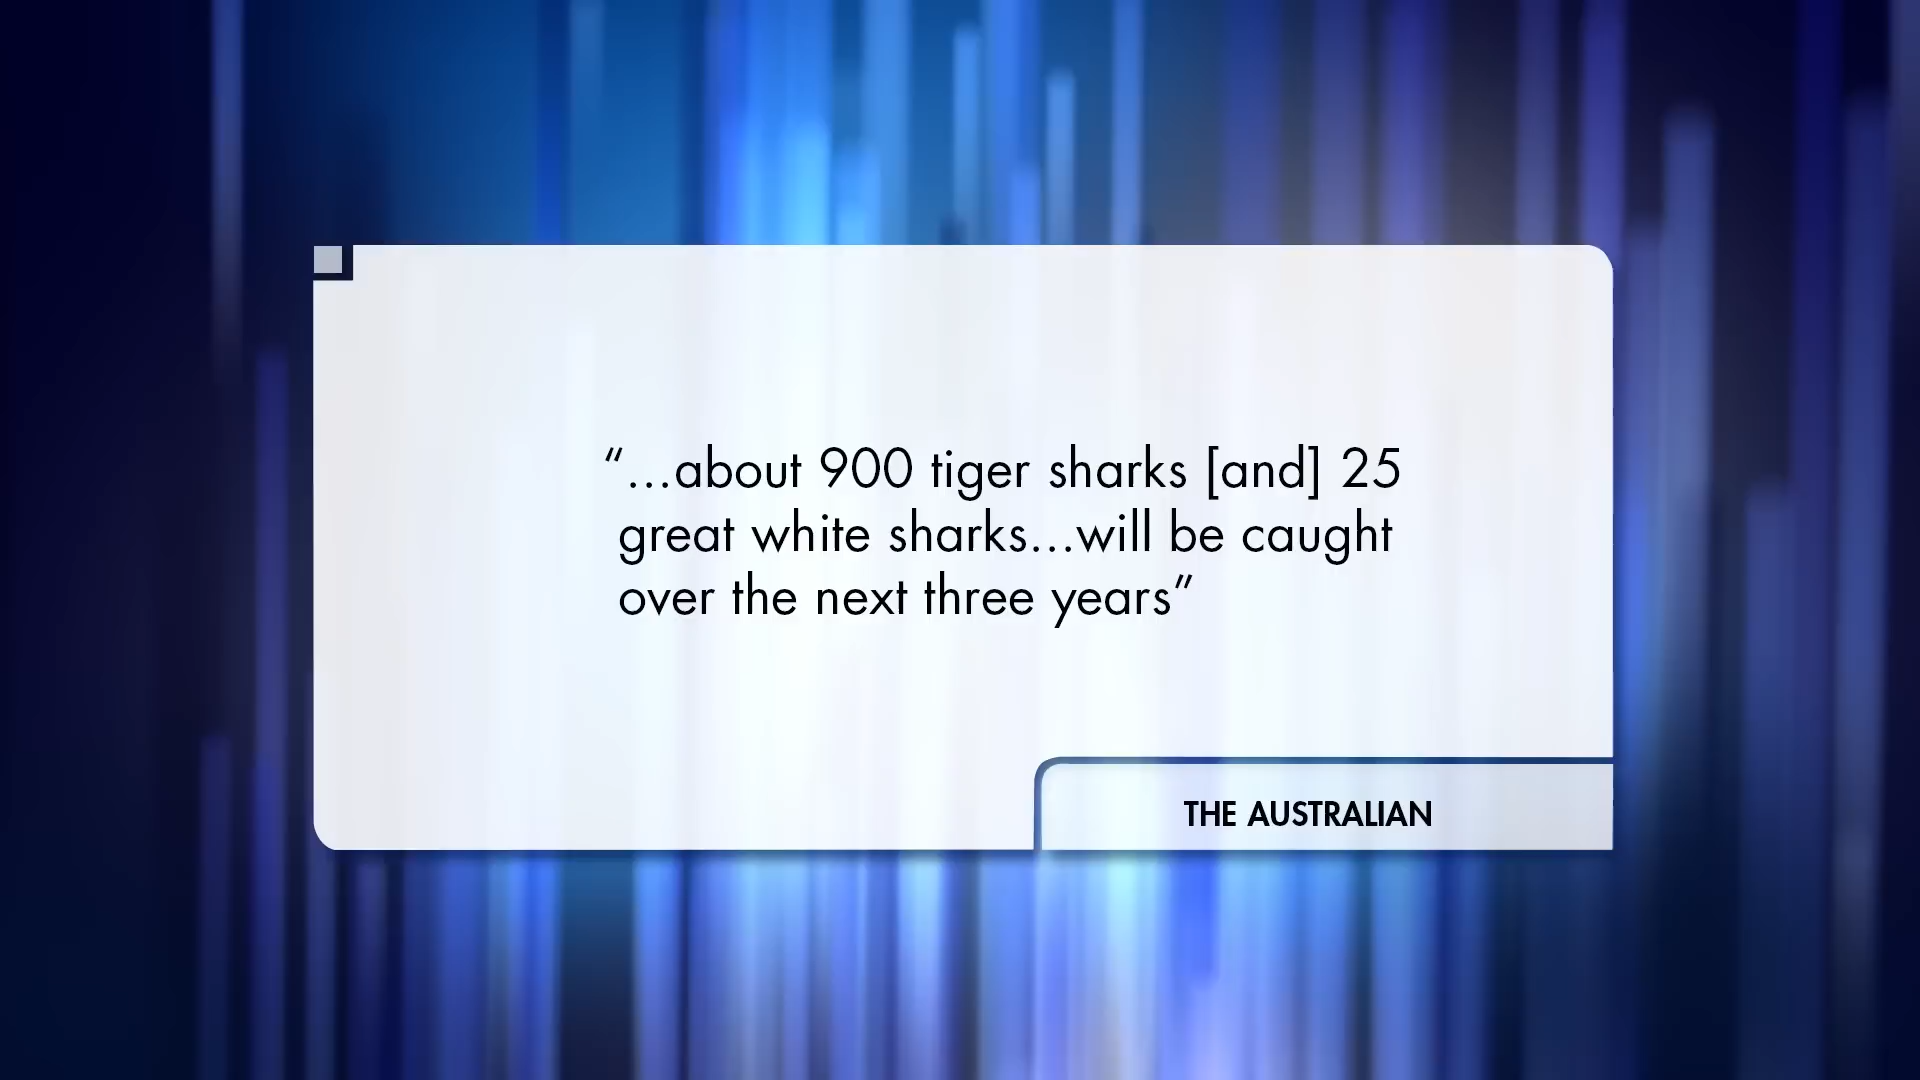 “...about 900 tiger sharks [and] 25
great white sharks...will be caught
over the next three years”
THE AUSTRALIAN